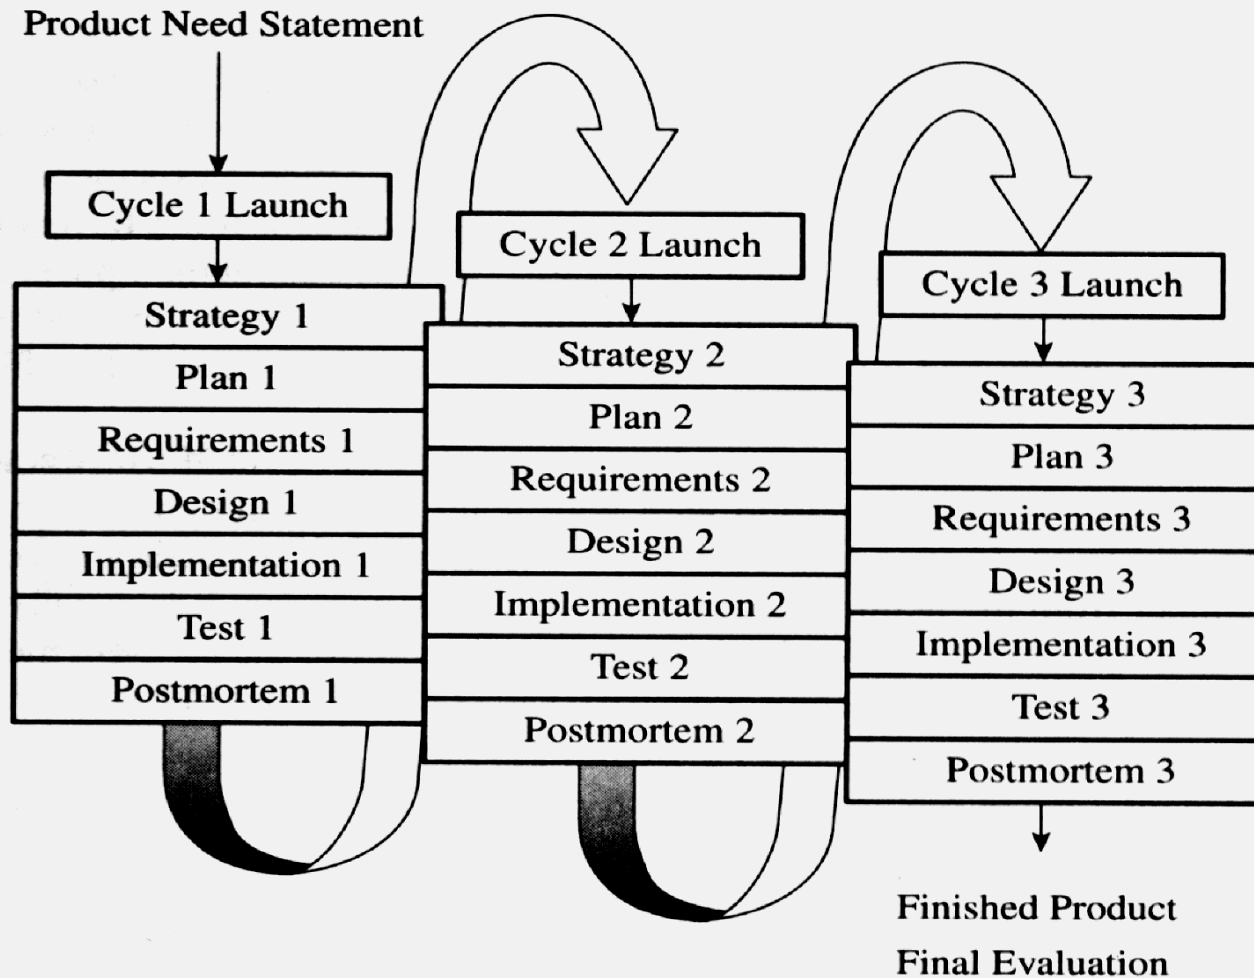 Product Need Statement
Cycle 1 Launch
Strategy 1
Plan 1
Requirements 1
Design 1
Implementation 1
Test 1
Postmortem 1
Cycle 2 Launch
Strategy 2
Plan 2
Requirements 2
Design 2
Implementation 2
Test 2
Postmortem 2
Cycle 3 Launch
Strategy 3
Plan 3
Requirements 3
Design 3
Implementation 3
Test 3
Postmortem 3
Finished Product
Final Evaluation